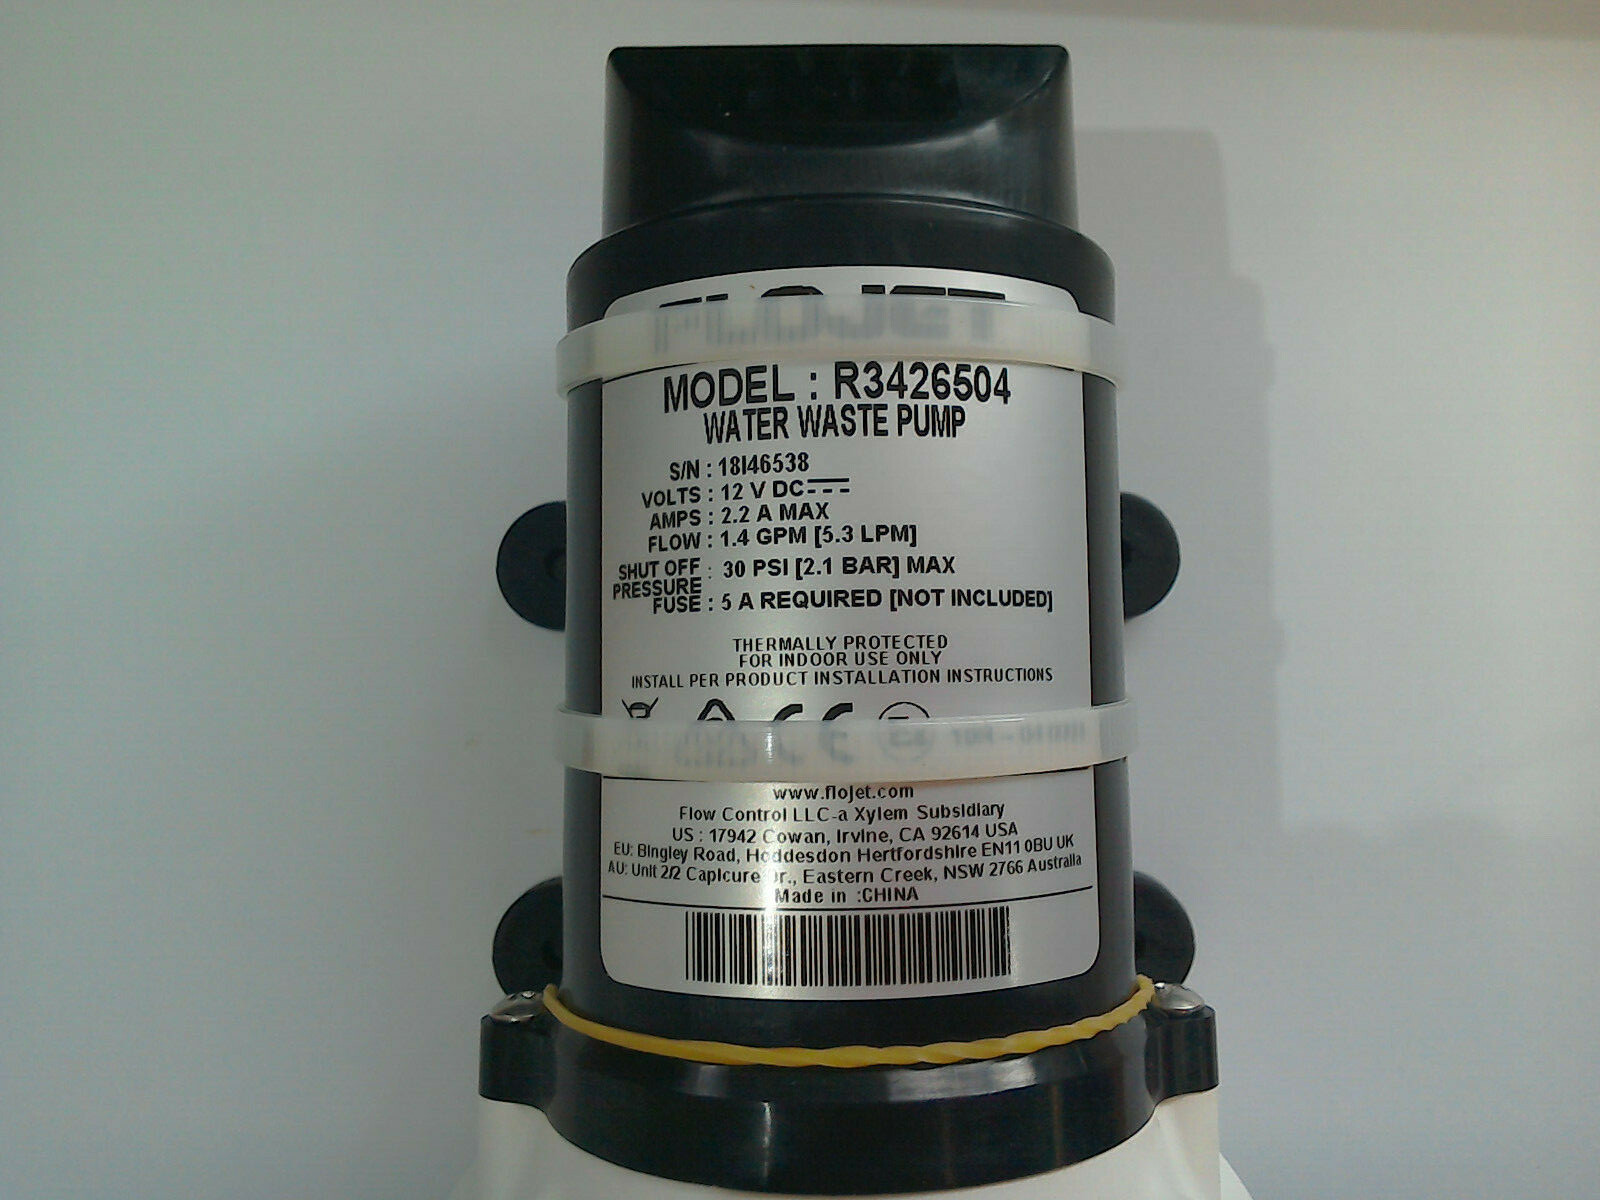 FLOJET
MODEL : R3426504
WATER WASTE PUMP
S/N : 18I46538
VOLTS : 12 V DC
AMPS : 2.2 A MAX
FLOW : 1.4 GPM [5.3 LPM]
SHUT OFF PRESSURE : 30 PSI [2.1 BAR] MAX
FUSE : 5 A REQUIRED [NOT INCLUDED]
THERMALLY PROTECTED
FOR INDOOR USE ONLY
INSTALL PER PRODUCT INSTALLATION INSTRUCTIONS
CE
www.flojet.com
Flow Control LLC-a Xylem Subsidiary
US : 17942 Cowan, Irvine, CA 92614 USA
EU: Bingley Road, Hoddesdon Hertfordshire EN11 0BU UK
AU: Unit 2/2 Capicure Dr., Eastern Creek, NSW 2766 Australia
Made in :CHINA